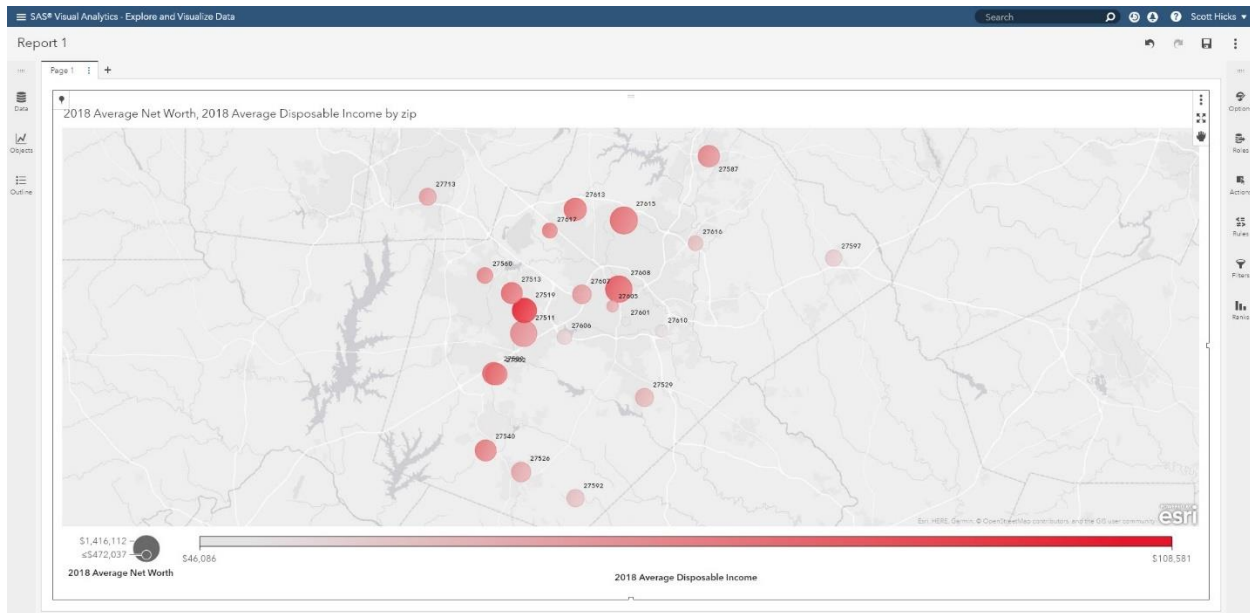 SAS® Visual Analytics - Explore and Visualize Data
Search
Scott Hicks
Report 1
Page 1
Data
Objects
Outline
Options
Roles
Actions
Rules
Filters
Ranks
2018 Average Net Worth, 2018 Average Disposable Income by zip
27587
27713
27613
27615
27617
27616
27597
27560
27513
27608
27607
27519
27605
27601
27511
27606
27610
27529
27540
27526
27592
Esri, HERE, Garmin, © OpenStreetMap contributors, and the GIS user community
POWERED BY
esri
$1,416,112
≤$472,037
2018 Average Net Worth
$46,086
$108,581
2018 Average Disposable Income